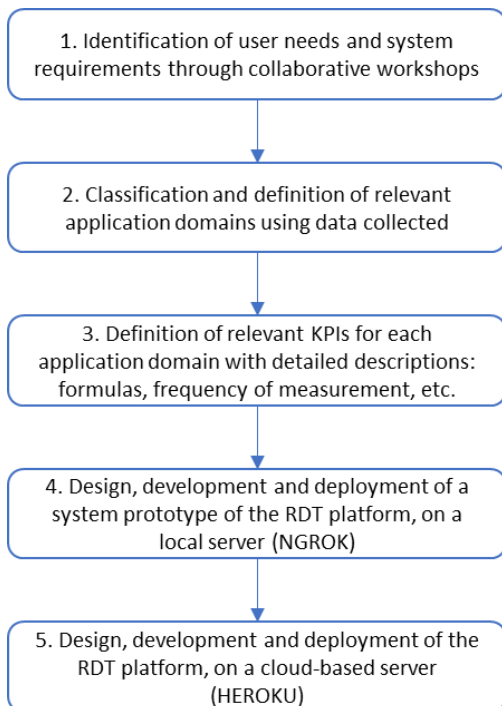 1. Identification of user needs and system
requirements through collaborative workshops
2. Classification and definition of relevant
application domains using data collected
3. Definition of relevant KPIs for each
application domain with detailed descriptions:
formulas, frequency of measurement, etc.
4. Design, development and deployment of a
system prototype of the RDT platform, on a
local server (NGROK)
5. Design, development and deployment of the
RDT platform, on a cloud-based server
(HEROKU)